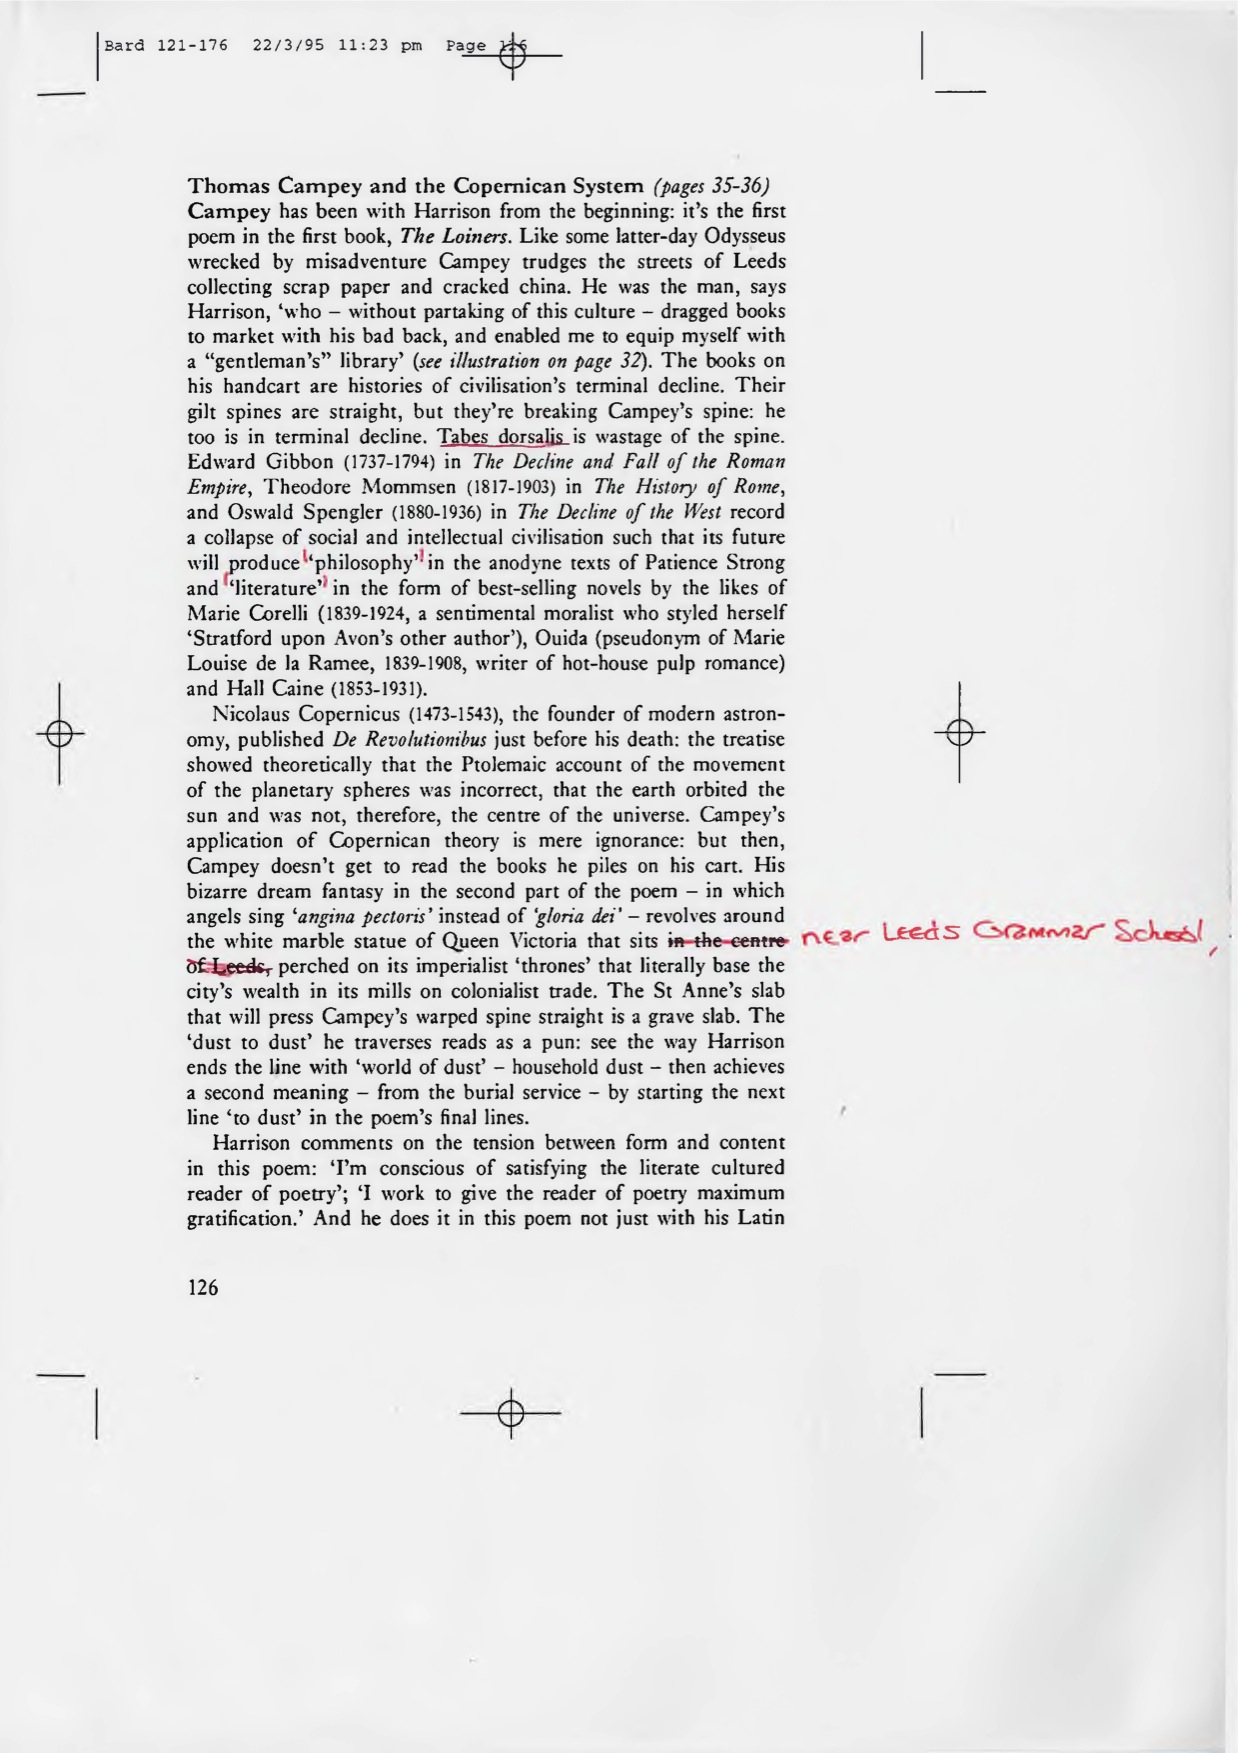 Bard 121-176 22/3/95 11:23 pm Page 126
Thomas Campey and the Copernican System (pages 35-36)
Campey has been with Harrison from the beginning: it's the first
poem in the first book, The Loiners. Like some latter-day Odysseus
wrecked by misadventure Campey trudges the streets of Leeds
collecting scrap paper and cracked china. He was the man, says
Harrison, ‘who – without partaking of this culture – dragged books
to market with his bad back, and enabled me to equip myself with
a “gentleman's” library’ (see illustration on page 32). The books on
his handcart are histories of civilisation's terminal decline. Their
gilt spines are straight, but they're breaking Campey's spine: he
too is in terminal decline. Tabes dorsalis is wastage of the spine.
Edward Gibbon (1737-1794) in The Decline and Fall of the Roman
Empire, Theodore Mommsen (1817-1903) in The History of Rome,
and Oswald Spengler (1880-1936) in The Decline of the West record
a collapse of social and intellectual civilisation such that its future
will produce ‘‘philosophy’’ in the anodyne texts of Patience Strong
and ‘‘literature’’ in the form of best-selling novels by the likes of
Marie Corelli (1839-1924, a sentimental moralist who styled herself
‘Stratford upon Avon's other author’), Ouida (pseudonym of Marie
Louise de la Ramee, 1839-1908, writer of hot-house pulp romance)
and Hall Caine (1853-1931).
Nicolaus Copernicus (1473-1543), the founder of modern astron-
omy, published De Revolutionibus just before his death: the treatise
showed theoretically that the Ptolemaic account of the movement
of the planetary spheres was incorrect, that the earth orbited the
sun and was not, therefore, the centre of the universe. Campey's
application of Copernican theory is mere ignorance: but then,
Campey doesn't get to read the books he piles on his cart. His
bizarre dream fantasy in the second part of the poem – in which
angels sing ‘angina pectoris’ instead of ‘gloria dei’ – revolves around
the white marble statue of Queen Victoria that sits in the centre near Leeds Grammar School,
of Leeds, perched on its imperialist ‘thrones’ that literally base the
city's wealth in its mills on colonialist trade. The St Anne's slab
that will press Campey's warped spine straight is a grave slab. The
‘dust to dust’ he traverses reads as a pun: see the way Harrison
ends the line with ‘world of dust’ – household dust – then achieves
a second meaning – from the burial service – by starting the next
line ‘to dust’ in the poem's final lines.
Harrison comments on the tension between form and content
in this poem: ‘I'm conscious of satisfying the literate cultured
reader of poetry’; ‘I work to give the reader of poetry maximum
gratification.’ And he does it in this poem not just with his Latin
126